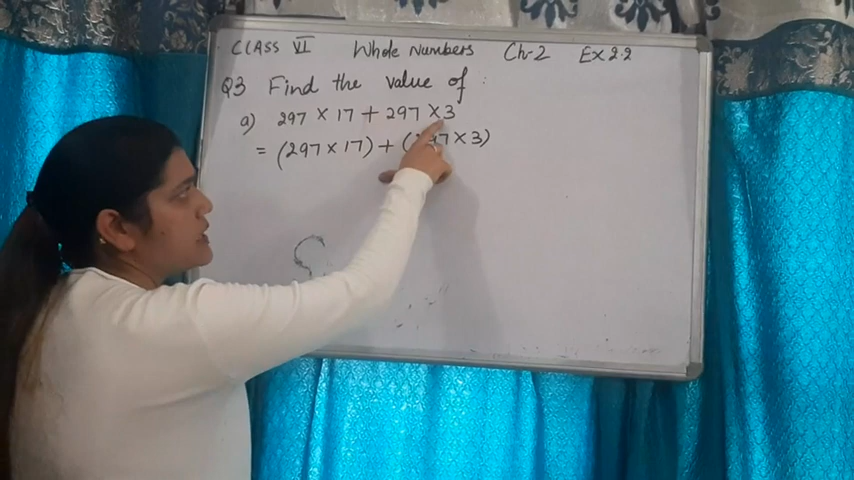 CLASS VI Whole Numbers Ch-2 Ex 2.2
Q3 Find the value of :
a) 297 × 17 + 297 × 3
= (297 × 17) + (297 × 3)